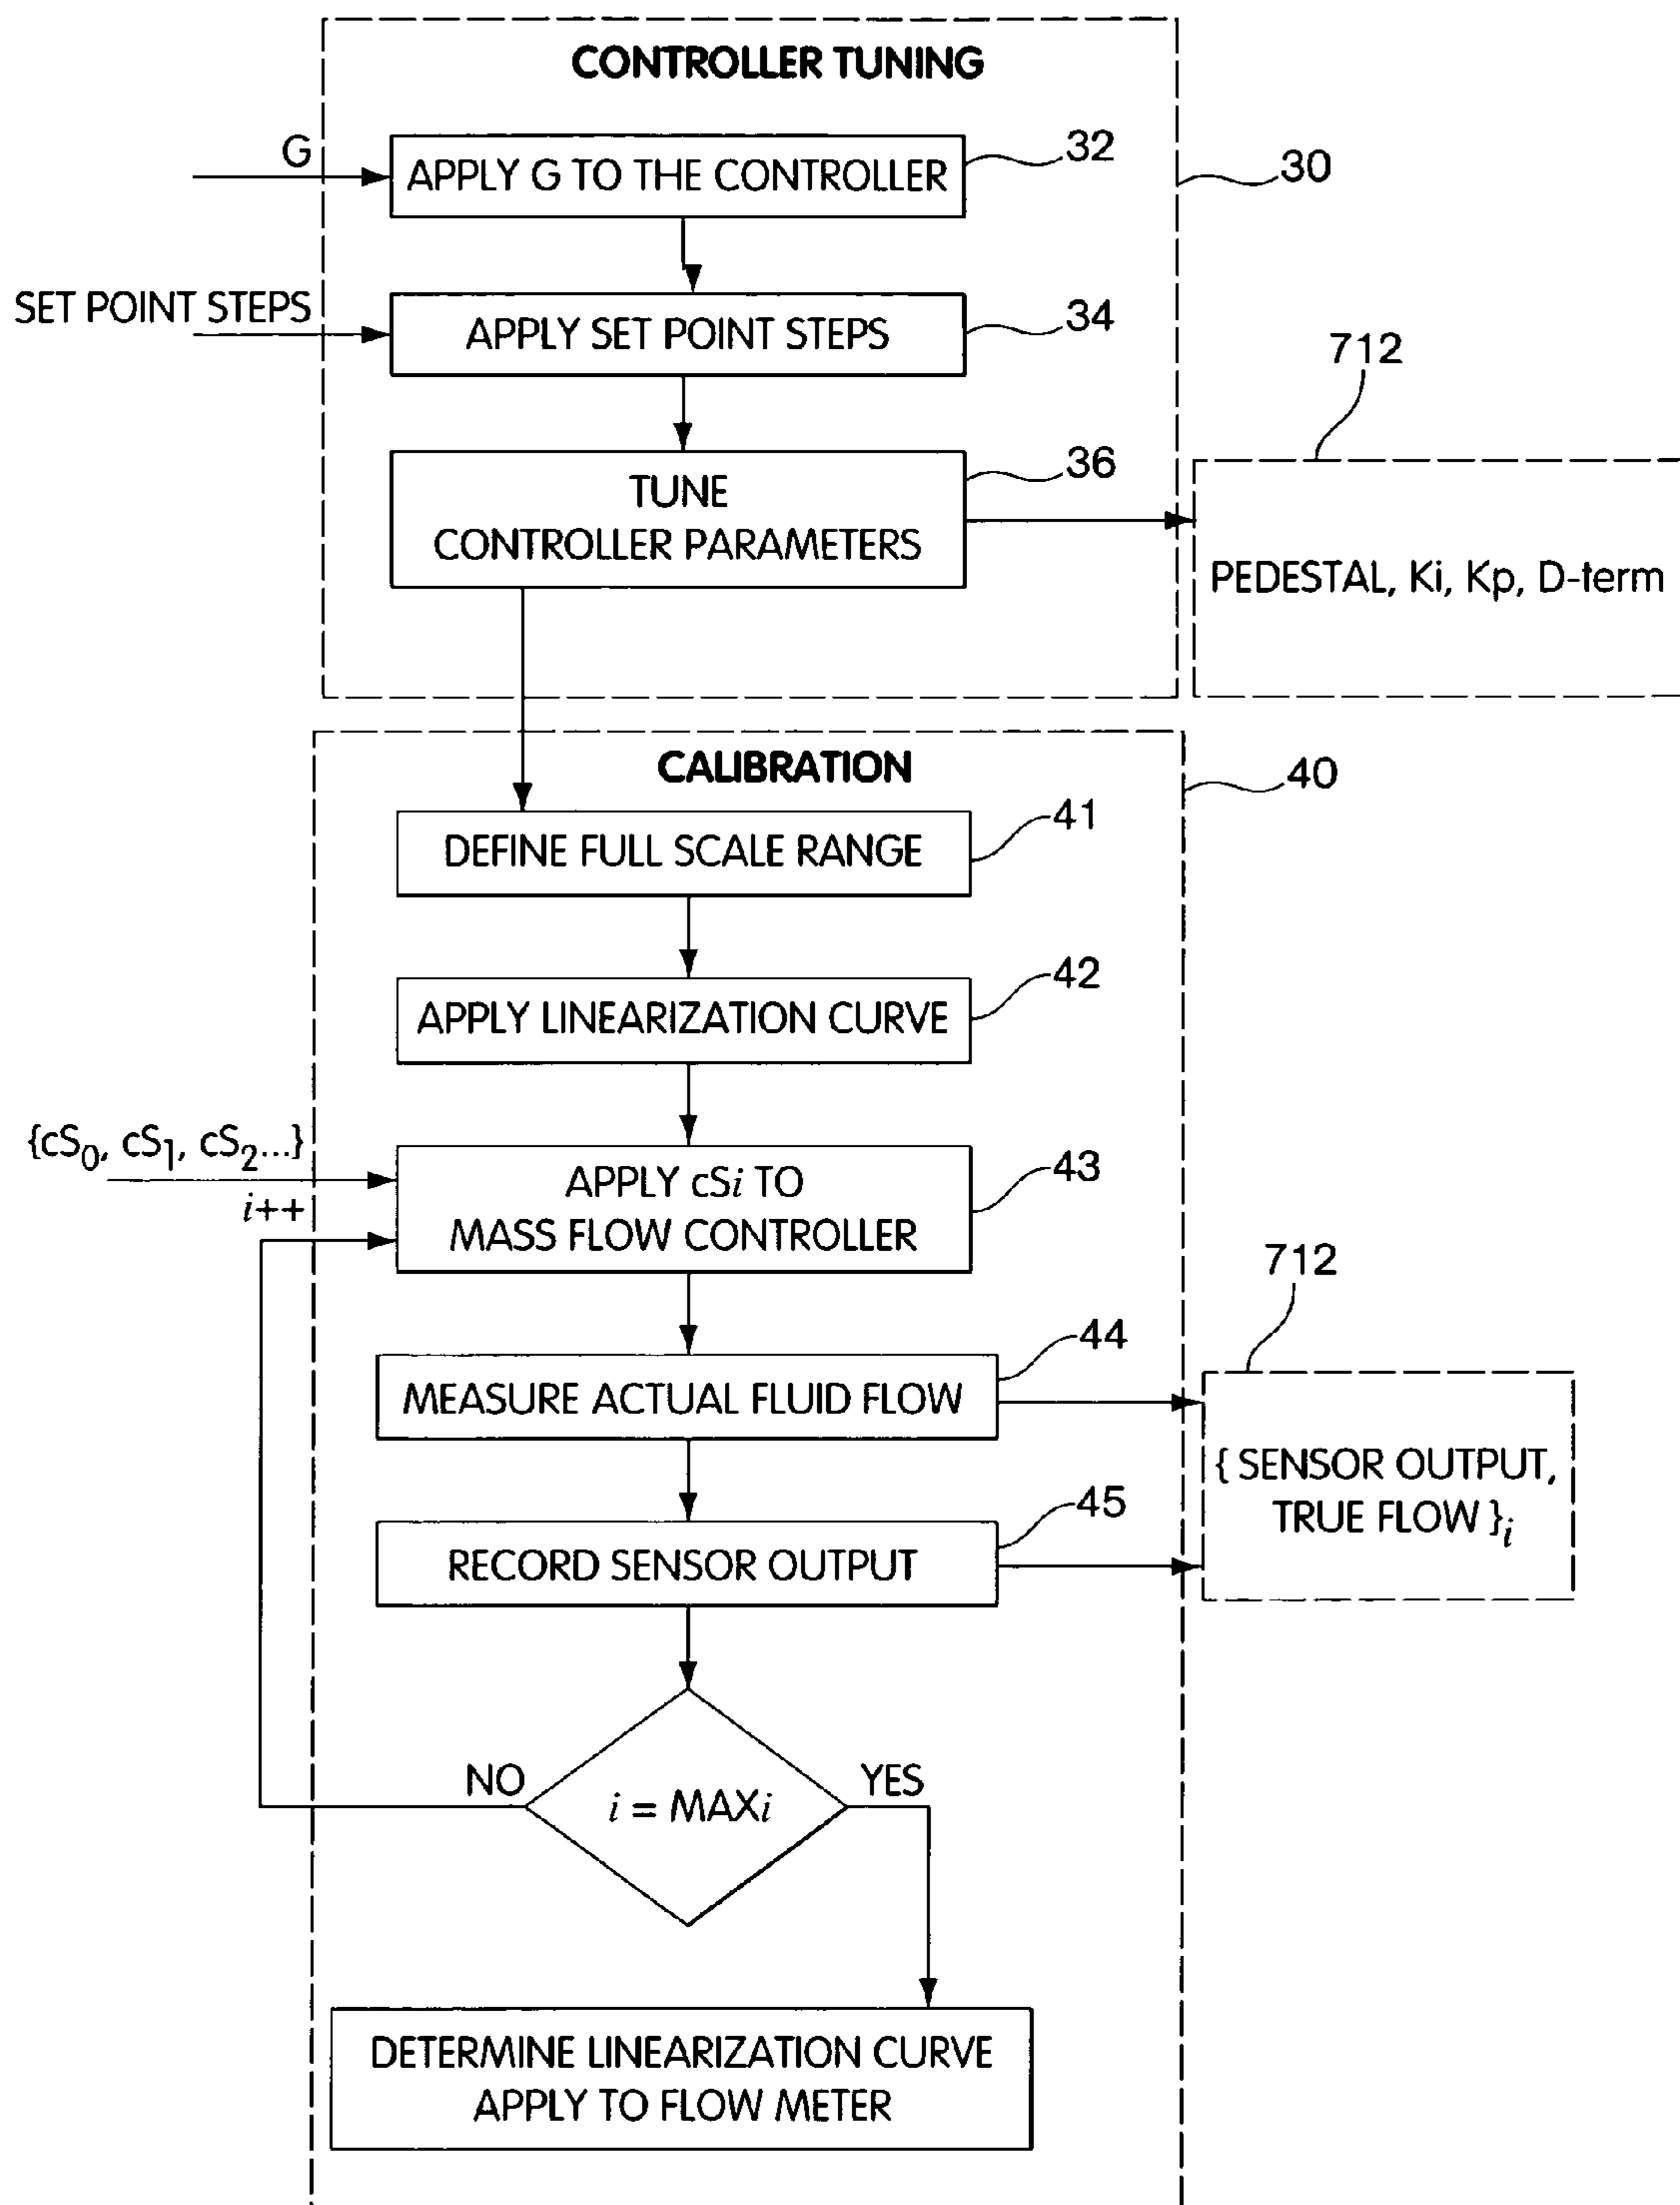 CONTROLLER TUNING
G
APPLY G TO THE CONTROLLER
32
30
SET POINT STEPS
APPLY SET POINT STEPS
34
712
TUNE
CONTROLLER PARAMETERS
36
PEDESTAL, Ki, Kp, D-term
CALIBRATION
40
DEFINE FULL SCALE RANGE
41
APPLY LINEARIZATION CURVE
42
{cS0, cS1, cS2...}
i++
APPLY cSi TO
MASS FLOW CONTROLLER
43
712
MEASURE ACTUAL FLUID FLOW
44
{ SENSOR OUTPUT,
TRUE FLOW }i
RECORD SENSOR OUTPUT
45
NO
i = MAXi
YES
DETERMINE LINEARIZATION CURVE
APPLY TO FLOW METER